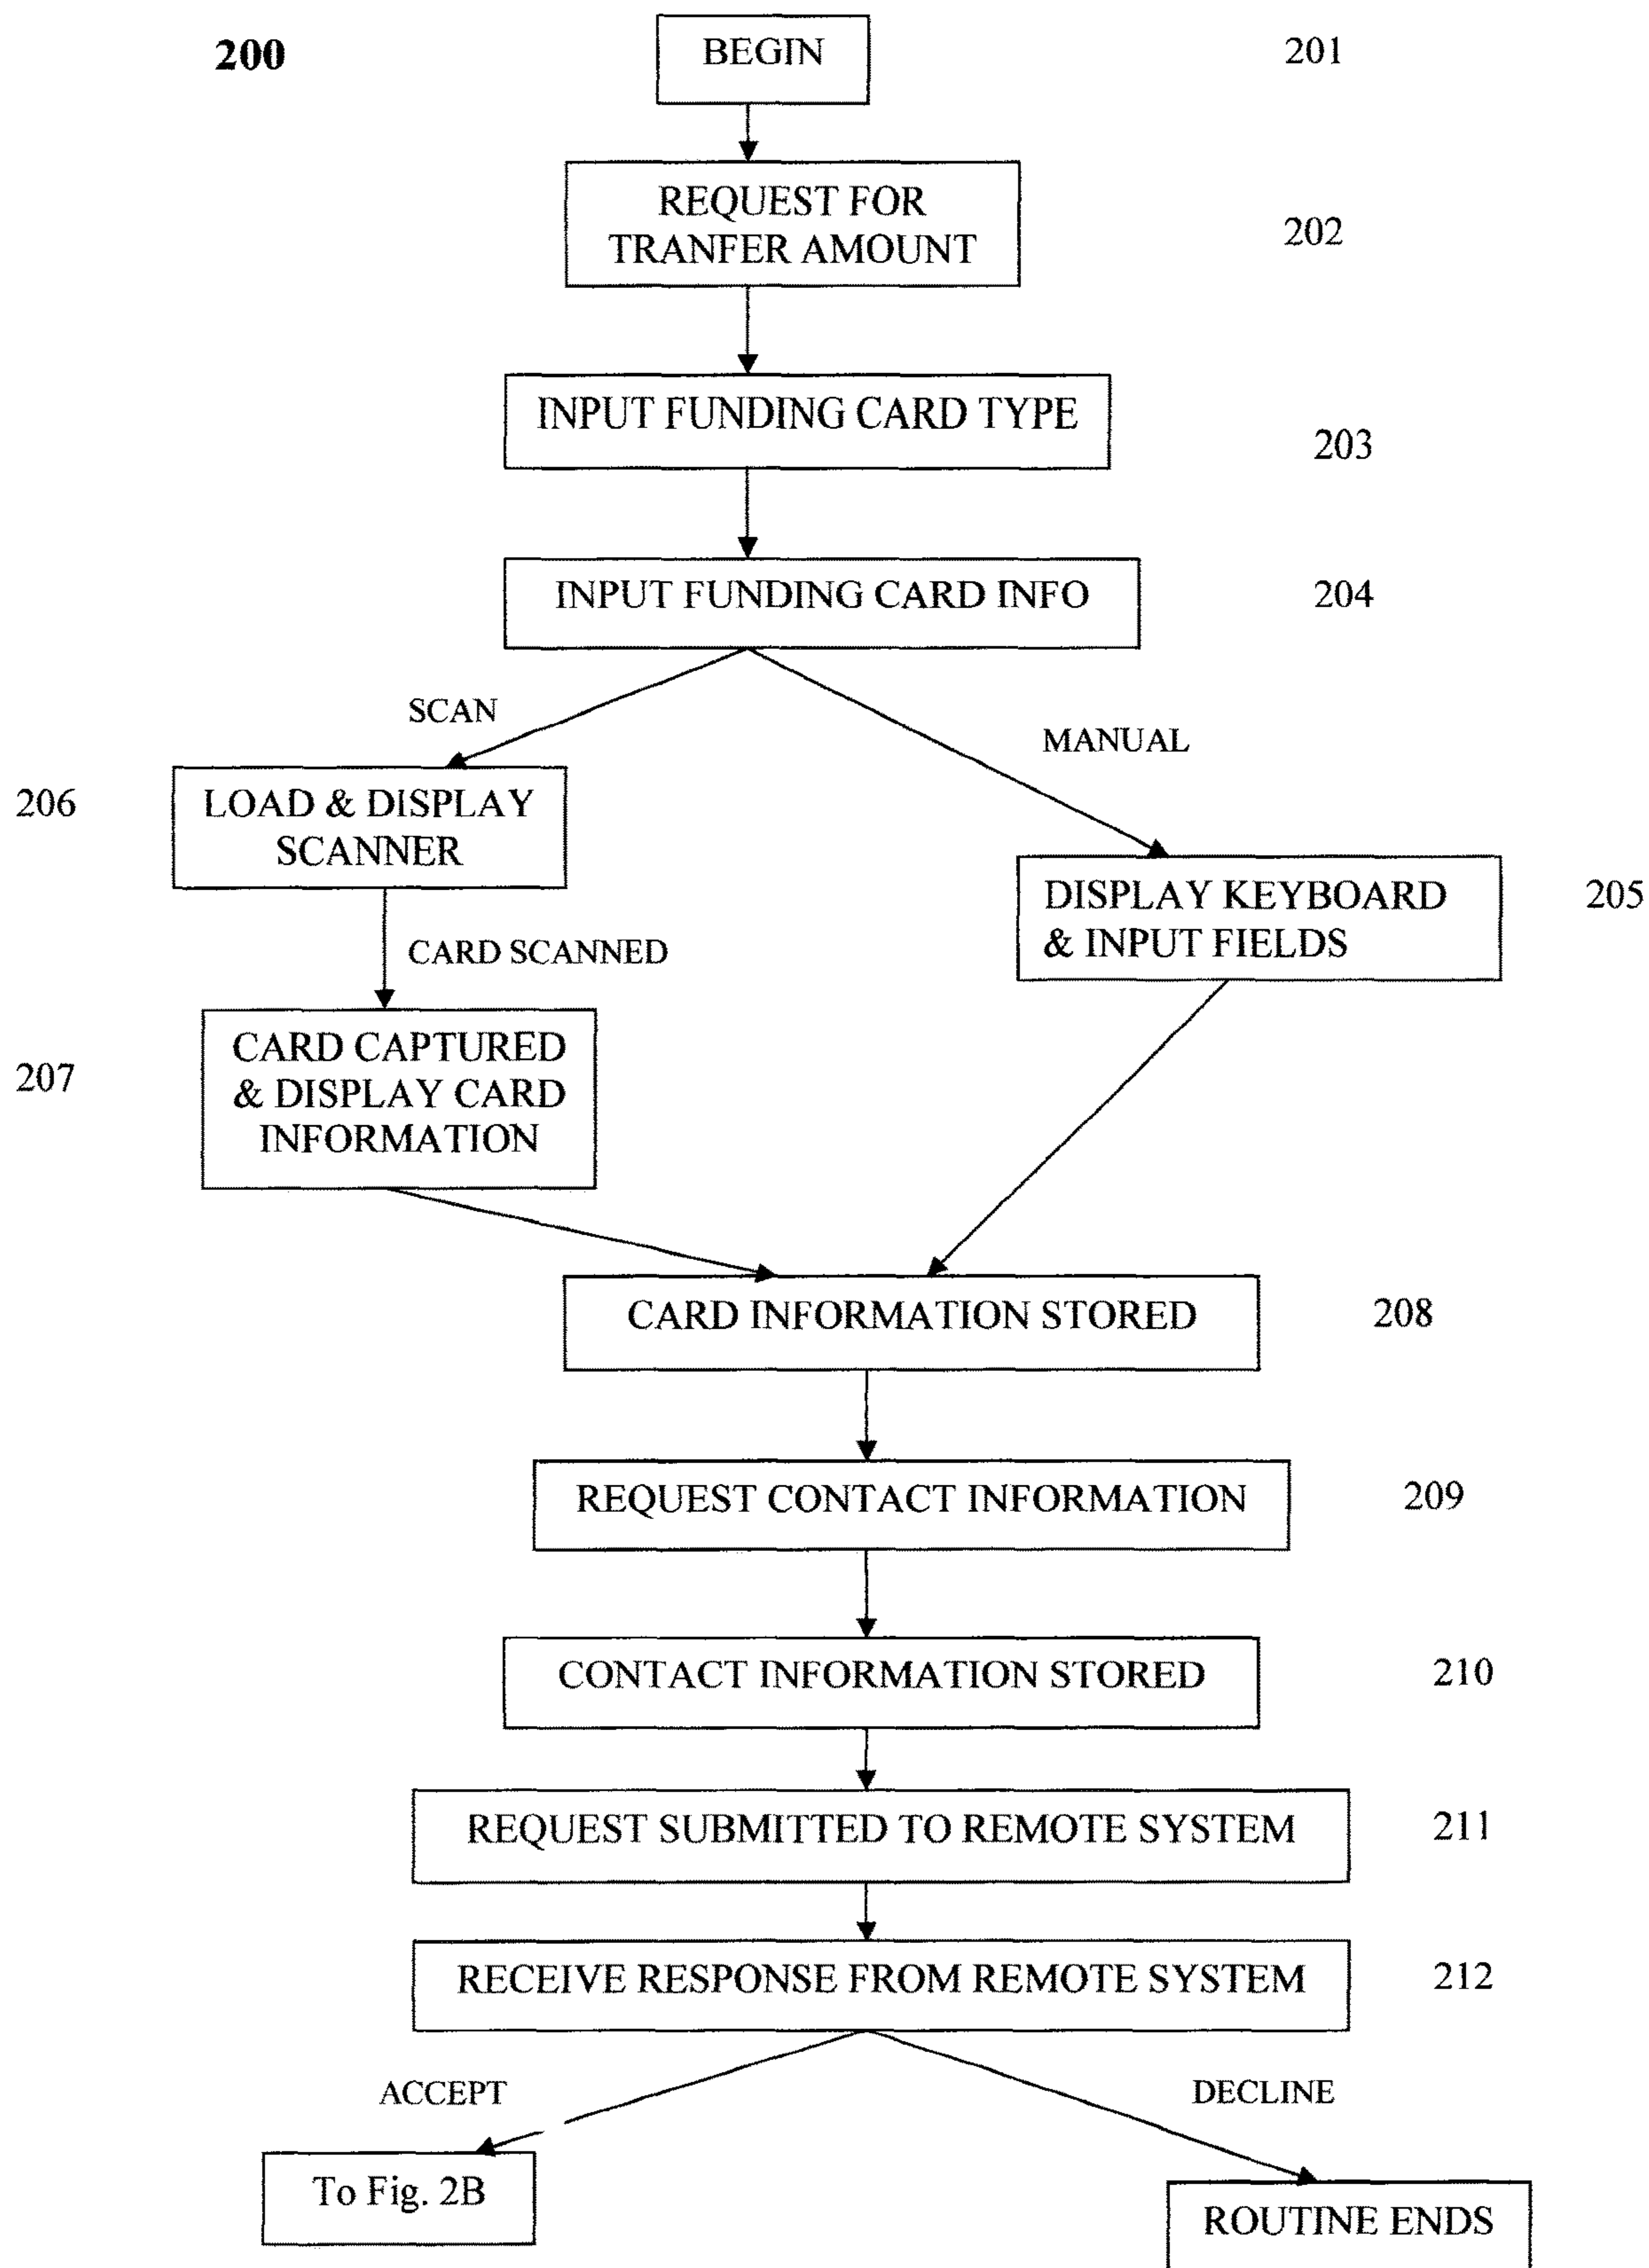 200
BEGIN
201
REQUEST FOR
TRANFER AMOUNT
202
INPUT FUNDING CARD TYPE
203
INPUT FUNDING CARD INFO
204
SCAN
MANUAL
206
LOAD & DISPLAY
SCANNER
DISPLAY KEYBOARD
& INPUT FIELDS
205
CARD SCANNED
207
CARD CAPTURED
& DISPLAY CARD
INFORMATION
CARD INFORMATION STORED
208
REQUEST CONTACT INFORMATION
209
CONTACT INFORMATION STORED
210
REQUEST SUBMITTED TO REMOTE SYSTEM
211
RECEIVE RESPONSE FROM REMOTE SYSTEM
212
ACCEPT
DECLINE
To Fig. 2B
ROUTINE ENDS